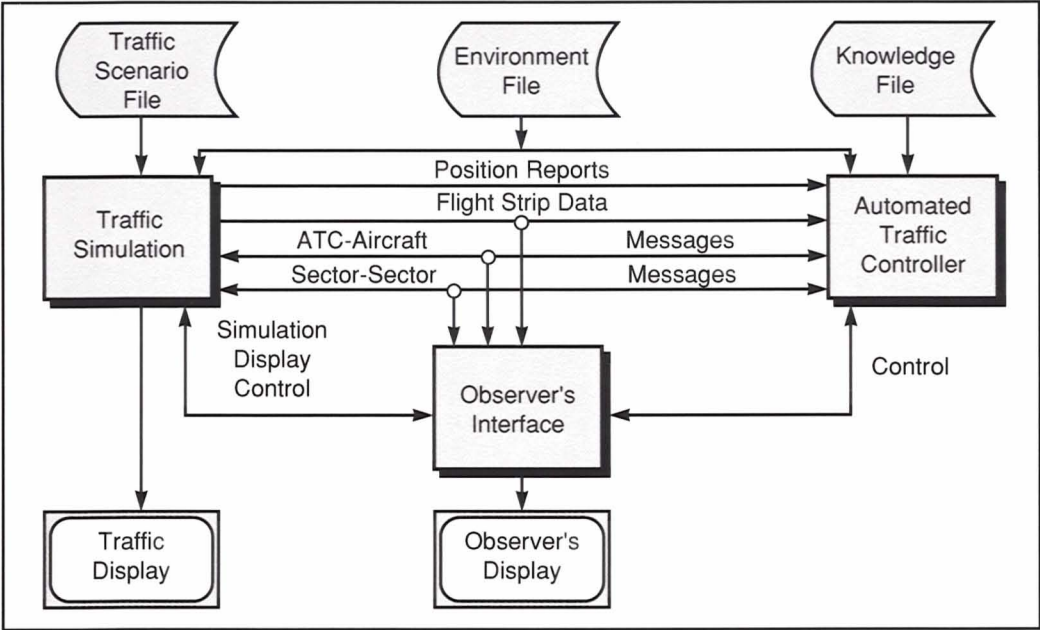 Traffic
Scenario
File
Environment
File
Knowledge
File
Position Reports
Flight Strip Data
ATC-Aircraft Messages
Sector-Sector Messages
Traffic
Simulation
Automated
Traffic
Controller
Simulation
Display
Control
Control
Observer's
Interface
Traffic
Display
Observer's
Display